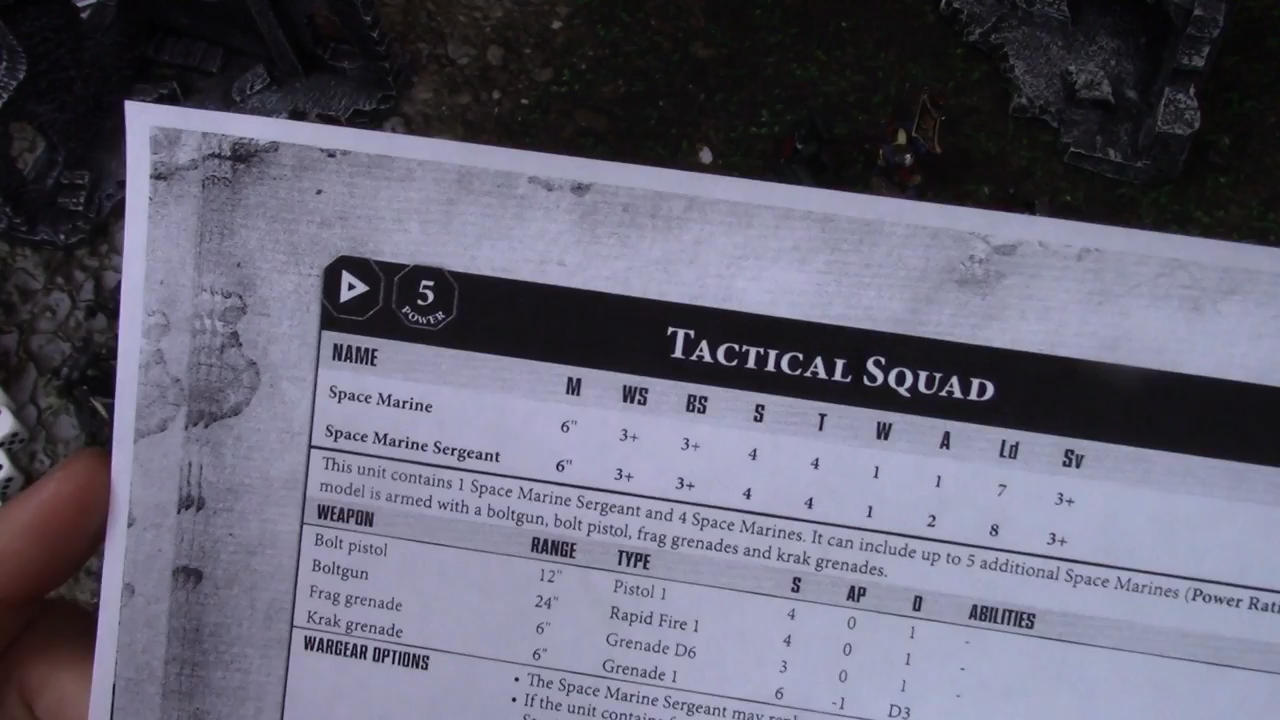 5
POWER
TACTICAL SQUAD
NAME M WS BS S T W A Ld Sv
Space Marine 6" 3+ 3+ 4 4 1 1 7 3+
Space Marine Sergeant 6" 3+ 3+ 4 4 1 2 8 3+
This unit contains 1 Space Marine Sergeant and 4 Space Marines. It can include up to 5 additional Space Marines (Power
model is armed with a boltgun, bolt pistol, frag grenades and krak grenades.
WEAPON RANGE TYPE S AP D ABILITIES
Bolt pistol 12" Pistol 1 4 0 1 -
Boltgun 24" Rapid Fire 1 4 0 1 -
Frag grenade 6" Grenade D6 3 0 1 -
Krak grenade 6" Grenade 1 6 -1 D3
WARGEAR OPTIONS • The Space Marine Sergeant may
• If the unit